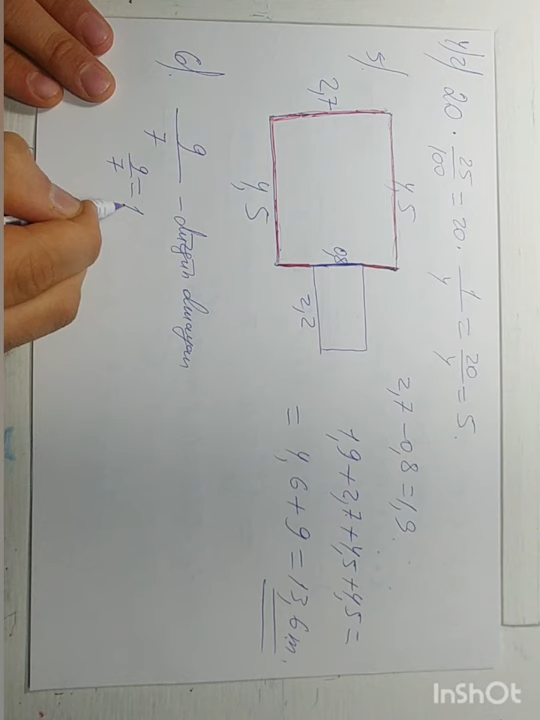 4/2) 20 · 25/100 = 20 · 1/4 = 20/4 = 5.
5).
2,7
4,5
4,5
0,8
2,2
2,7 - 0,8 = 1,9.
1,9 + 2,7 + 4,5 + 4,5 =
= 4,6 + 9 = 13,6 m.
6).
9/7 -
9/7 = 1
InShOt